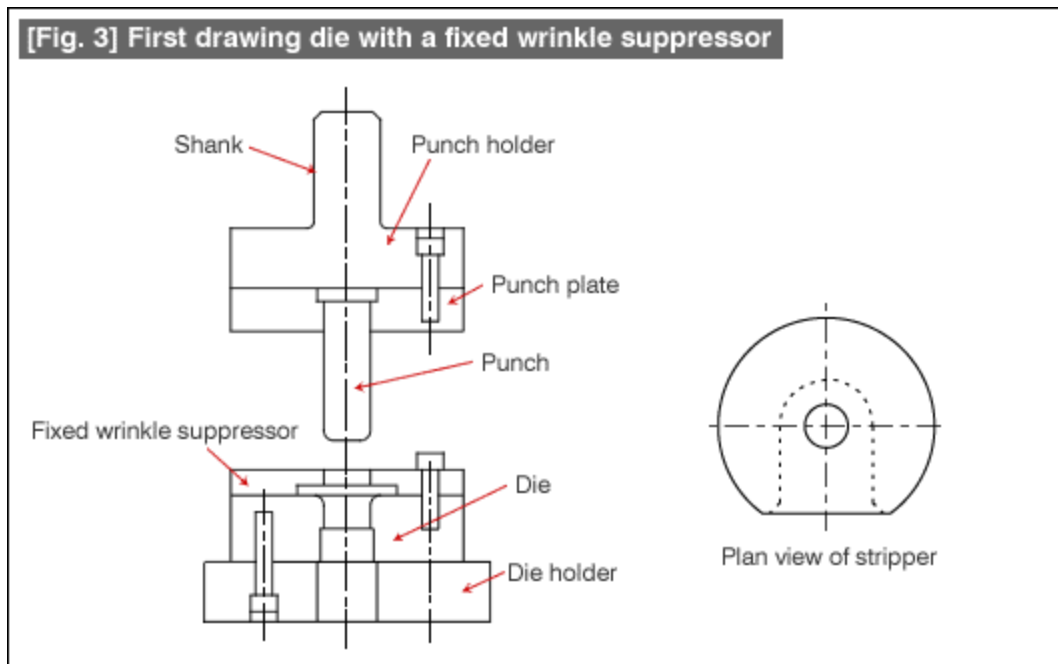 [Fig. 3] First drawing die with a fixed wrinkle suppressor
Shank
Punch holder
Punch plate
Punch
Fixed wrinkle suppressor
Die
Die holder
Plan view of stripper